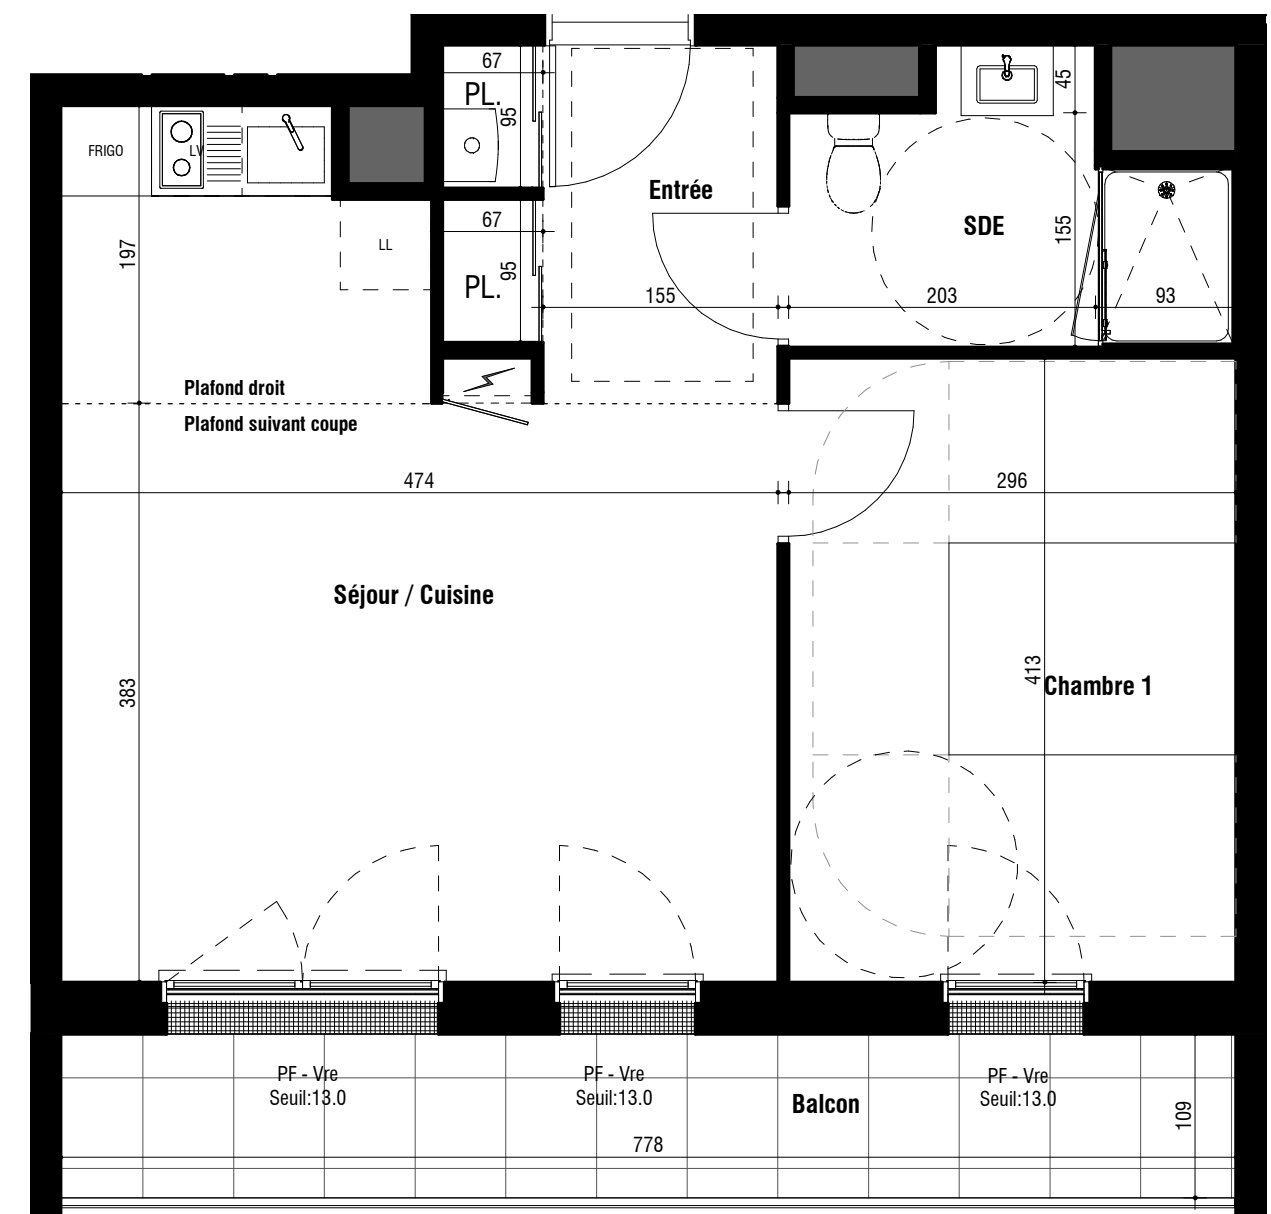 67
PL.
95
45
FRIGO
LV
Entrée
SDE
155
197
LL
67
PL.
95
155
203
93
Plafond droit
Plafond suivant coupe
474
296
Séjour / Cuisine
383
413
Chambre 1
PF - Vre
Seuil:13.0
PF - Vre
Seuil:13.0
PF - Vre
Seuil:13.0
Balcon
109
778